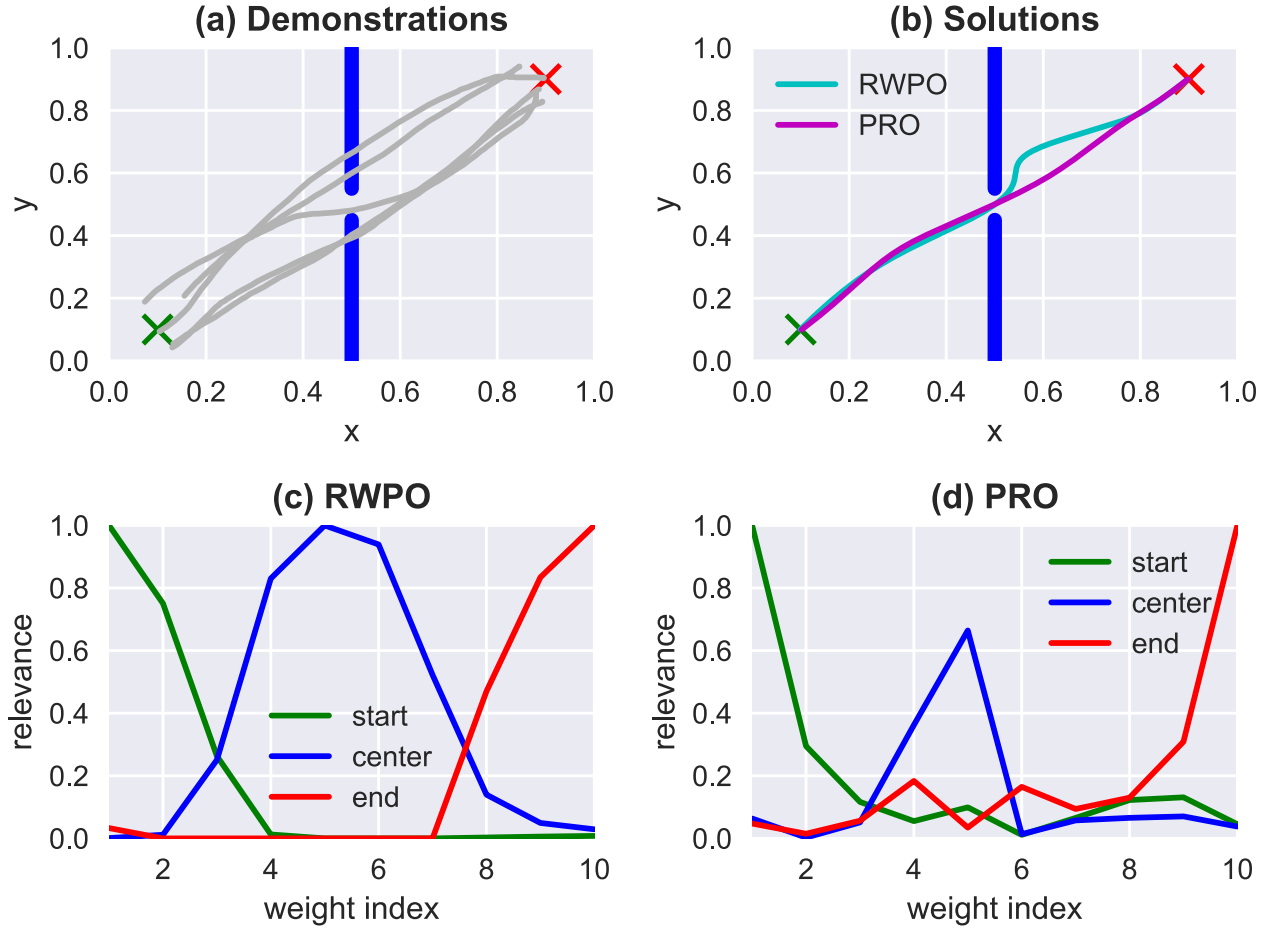 (a) Demonstrations
1.0
0.8
0.6
0.4
0.2
0.0
y
0.0 0.2 0.4 0.6 0.8 1.0
x
(b) Solutions
RWPO
PRO
1.0
0.8
0.6
0.4
0.2
0.0
y
0.0 0.2 0.4 0.6 0.8 1.0
x
(c) RWPO
1.0
0.8
0.6
0.4
0.2
0.0
relevance
start
center
end
2 4 6 8 10
weight index
(d) PRO
1.0
0.8
0.6
0.4
0.2
0.0
relevance
start
center
end
2 4 6 8 10
weight index